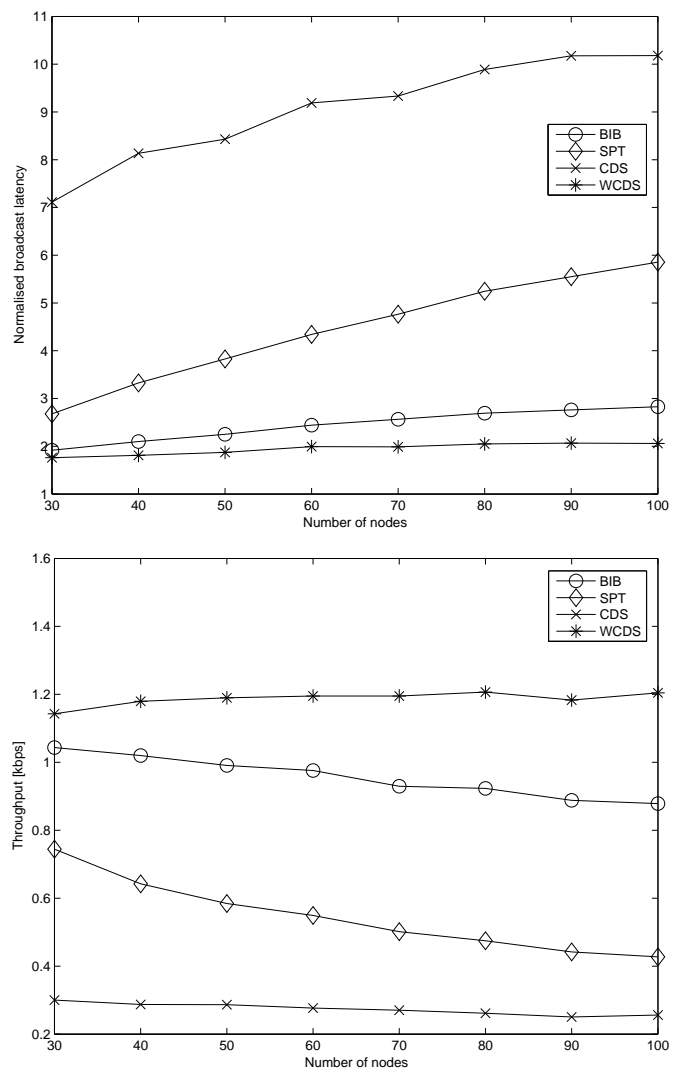 11
10
9
8
7
6
5
4
3
2
1
30 40 50 60 70 80 90 100
Normalised broadcast latency
Number of nodes
BIB
SPT
CDS
WCDS
1.6
1.4
1.2
1
0.8
0.6
0.4
0.2
30 40 50 60 70 80 90 100
Throughput [kbps]
Number of nodes
BIB
SPT
CDS
WCDS